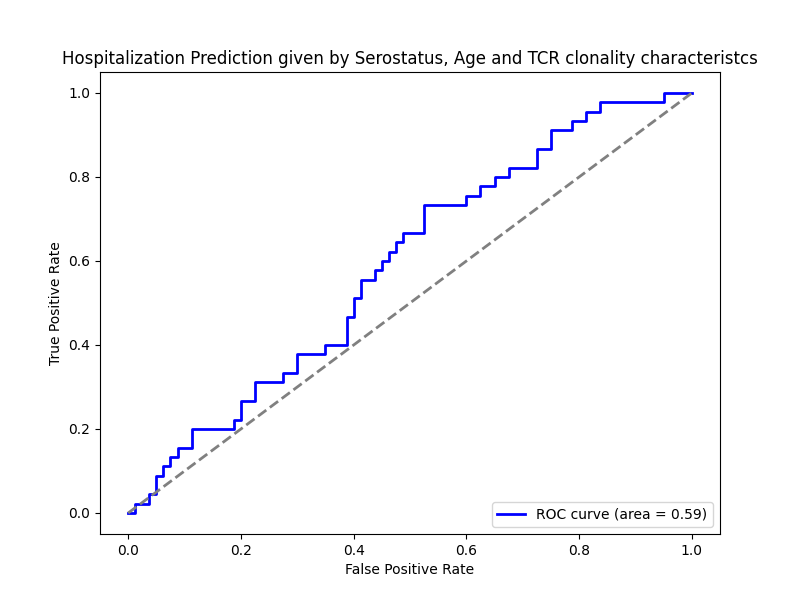 Hospitalization Prediction given by Serostatus, Age and TCR clonality characteristcs
1.0
0.8
0.6
0.4
0.2
0.0
True Positive Rate
ROC curve (area = 0.59)
0.0 0.2 0.4 0.6 0.8 1.0
False Positive Rate